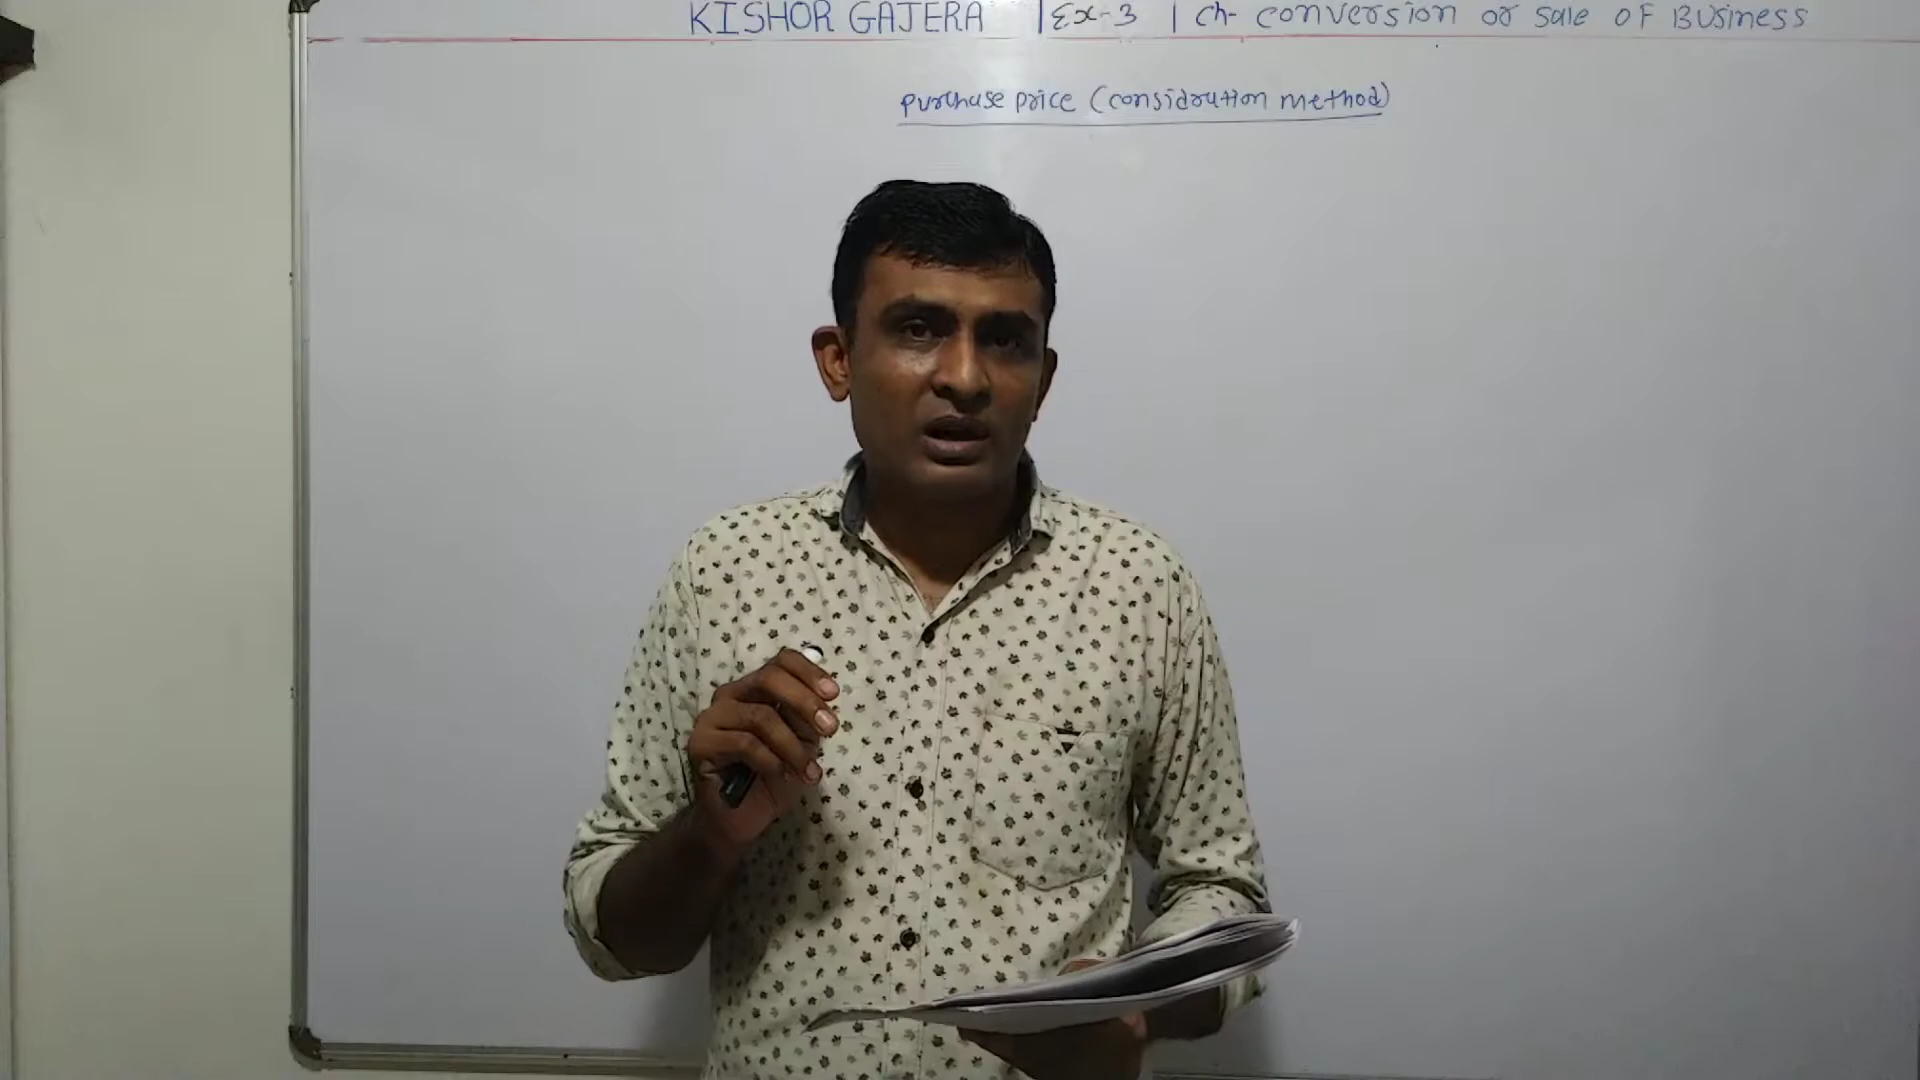 KISHOR GAJERA | Ex-3 | Ch- conversion or sale OF Business
purchase price (considration method)